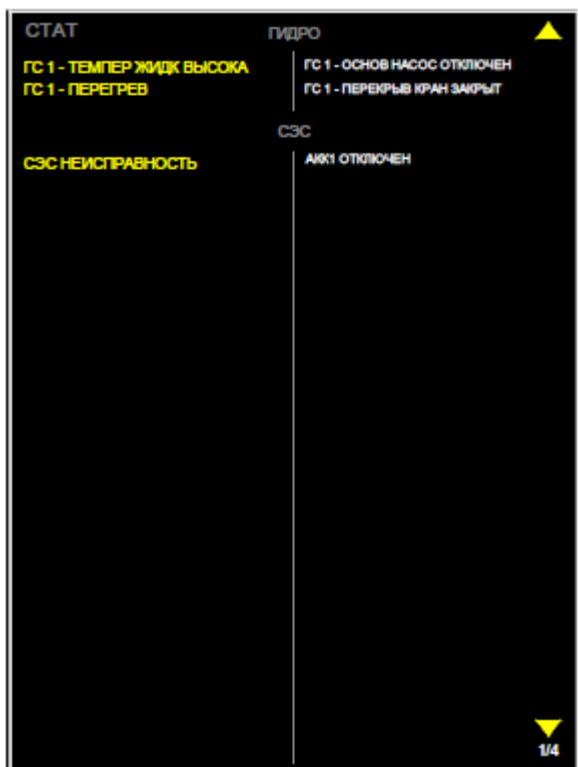 СТАТ
ГИДРО
ГС 1 - ТЕМПЕР ЖИДК ВЫСОКА
ГС 1 - ПЕРЕГРЕВ
ГС 1 - ОСНОВ НАСОС ОТКЛЮЧЕН
ГС 1 - ПЕРЕКРЫВ КРАН ЗАКРЫТ
СЭС
СЭС НЕИСПРАВНОСТЬ
АКК1 ОТКЛЮЧЕН
1/4